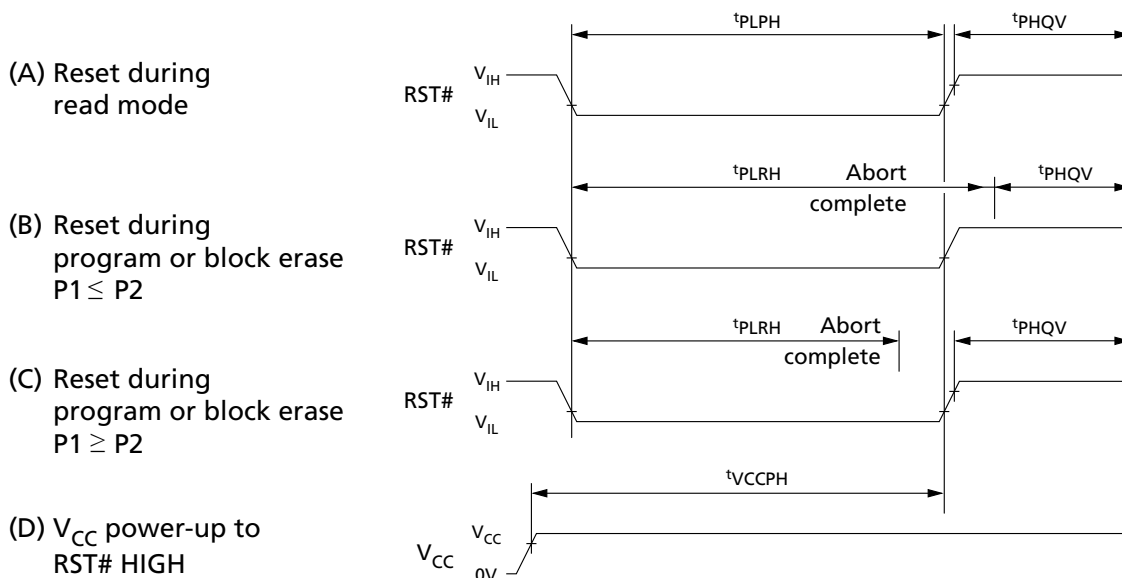 tPLPH
tPHQV
(A) Reset during
read mode
RST#
VIH
VIL
tPLRH
Abort
complete
tPHQV
(B) Reset during
program or block erase
P1 ≤ P2
RST#
VIH
VIL
tPLRH
Abort
complete
tPHQV
(C) Reset during
program or block erase
P1 ≥ P2
RST#
VIH
VIL
tVCCPH
(D) VCC power-up to
RST# HIGH
VCC
VCC
0V